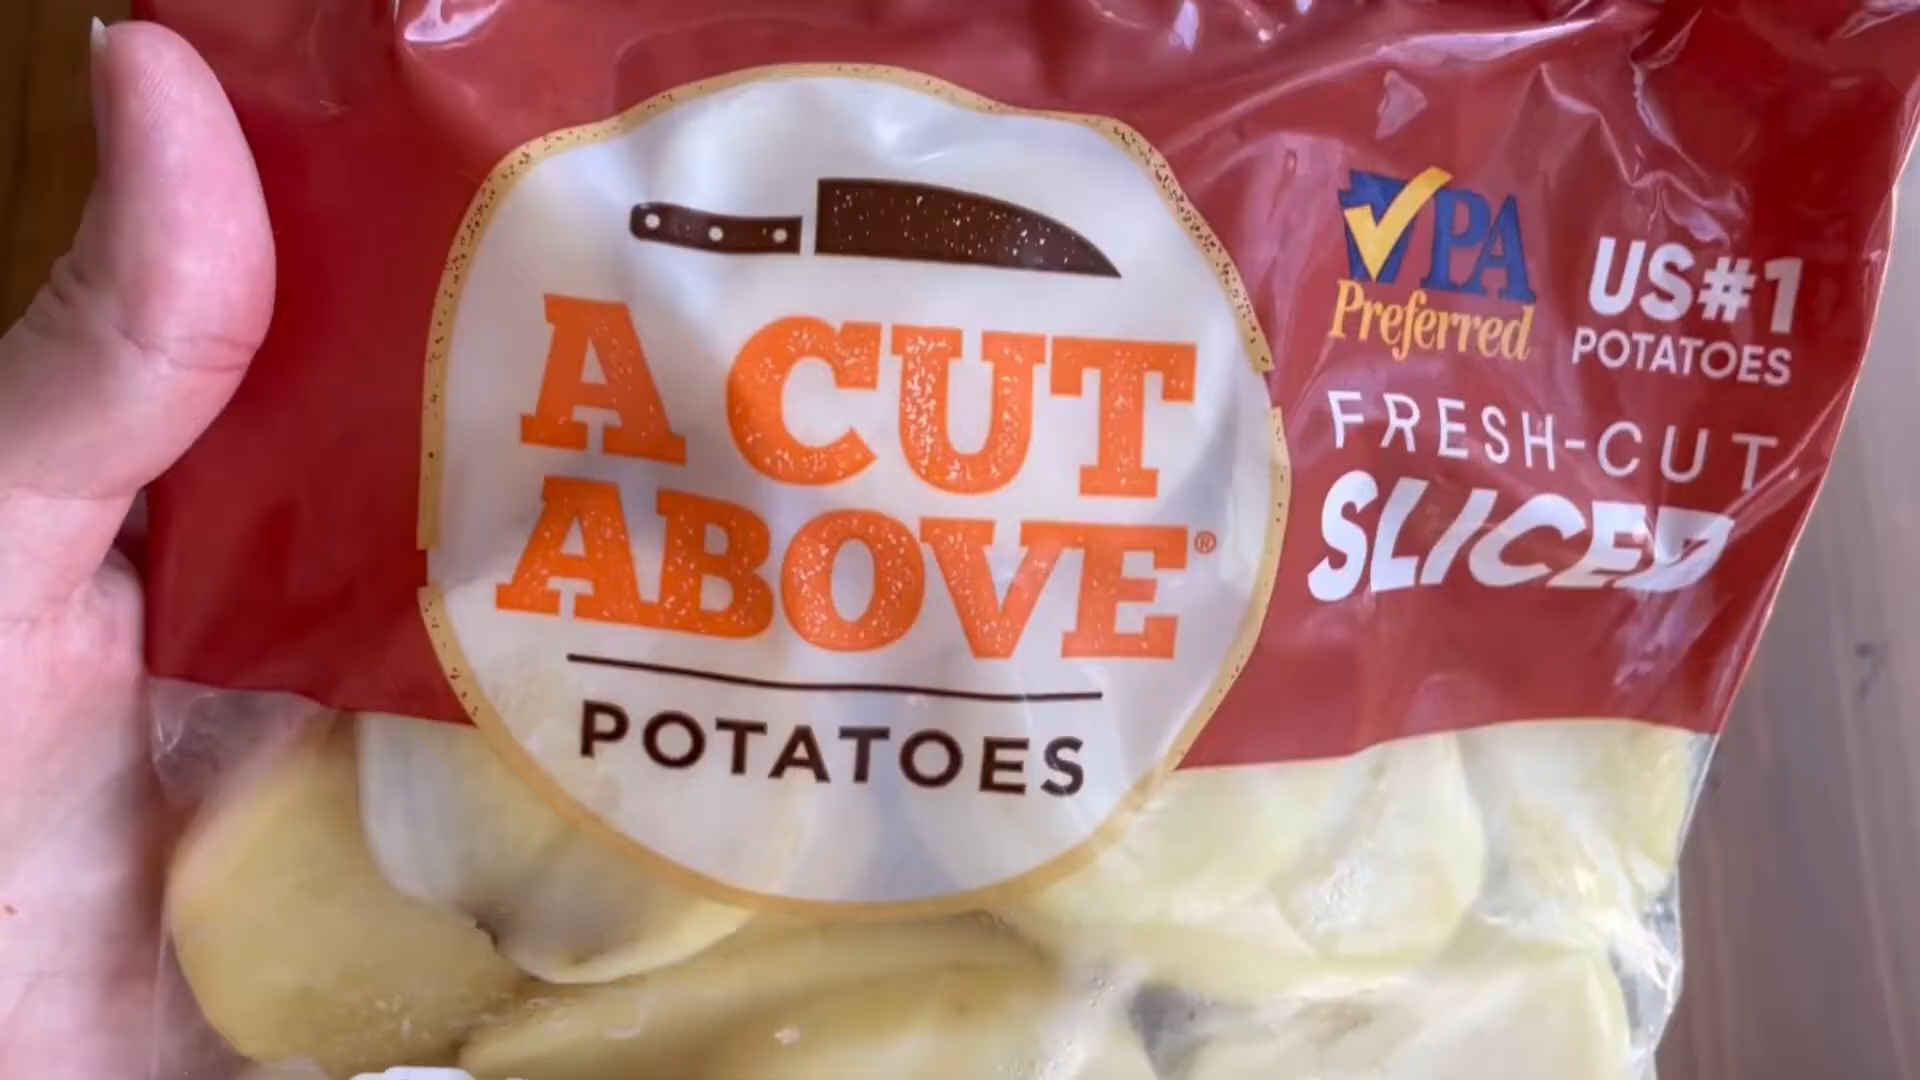 A CUT
ABOVE®
POTATOES
PA
Preferred
US#1
POTATOES
FRESH-CUT
SLICED